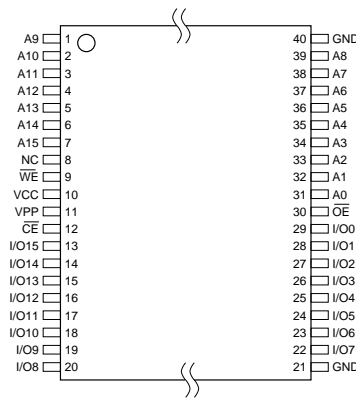 A9 1 40 GND
A10 2 39 A8
A11 3 38 A7
A12 4 37 A6
A13 5 36 A5
A14 6 35 A4
A15 7 34 A3
NC 8 33 A2
W̅E̅ 9 32 A1
VCC 10 31 A0
VPP 11 30 O̅E̅
C̅E̅ 12 29 I/O0
I/O15 13 28 I/O1
I/O14 14 27 I/O2
I/O13 15 26 I/O3
I/O12 16 25 I/O4
I/O11 17 24 I/O5
I/O10 18 23 I/O6
I/O9 19 22 I/O7
I/O8 20 21 GND